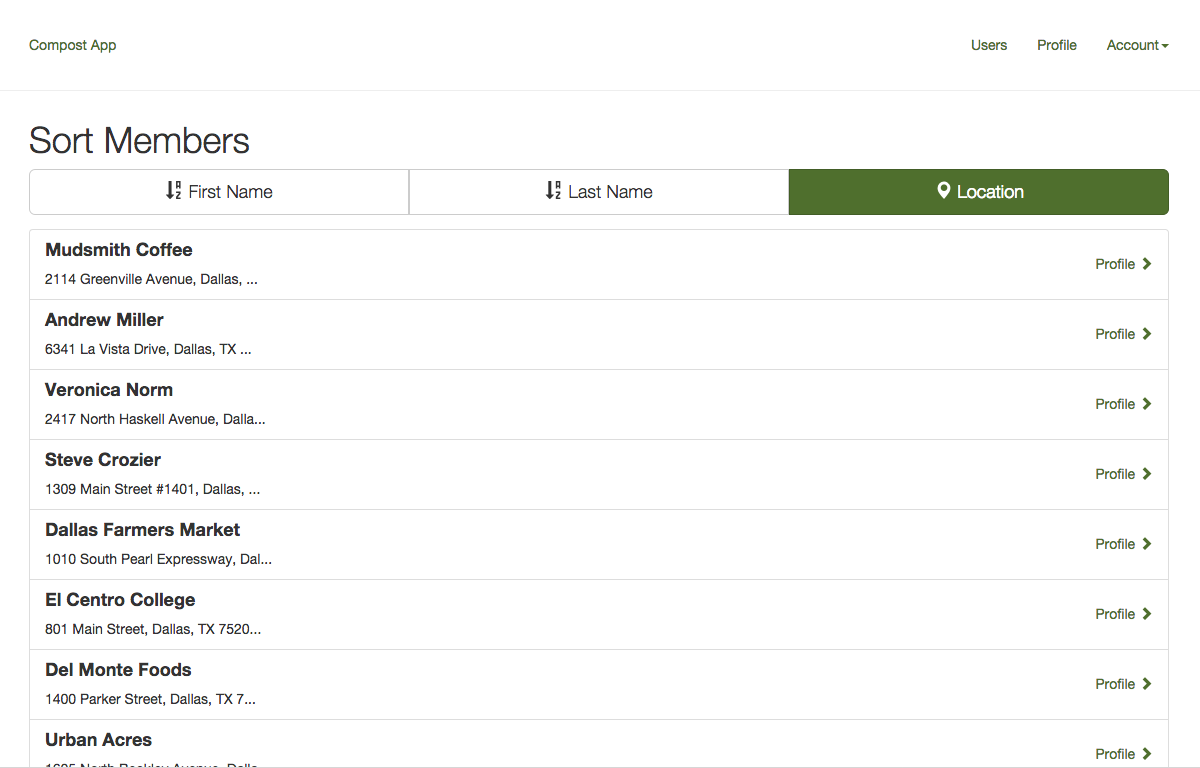 Compost App
Users
Profile
Account
Sort Members
First Name
Last Name
Location
Mudsmith Coffee
2114 Greenville Avenue, Dallas, ...
Profile
Andrew Miller
6341 La Vista Drive, Dallas, TX ...
Profile
Veronica Norm
2417 North Haskell Avenue, Dalla...
Profile
Steve Crozier
1309 Main Street #1401, Dallas, ...
Profile
Dallas Farmers Market
1010 South Pearl Expressway, Dal...
Profile
El Centro College
801 Main Street, Dallas, TX 7520...
Profile
Del Monte Foods
1400 Parker Street, Dallas, TX 7...
Profile
Urban Acres
North Beckley Avenue, Dalla...
Profile